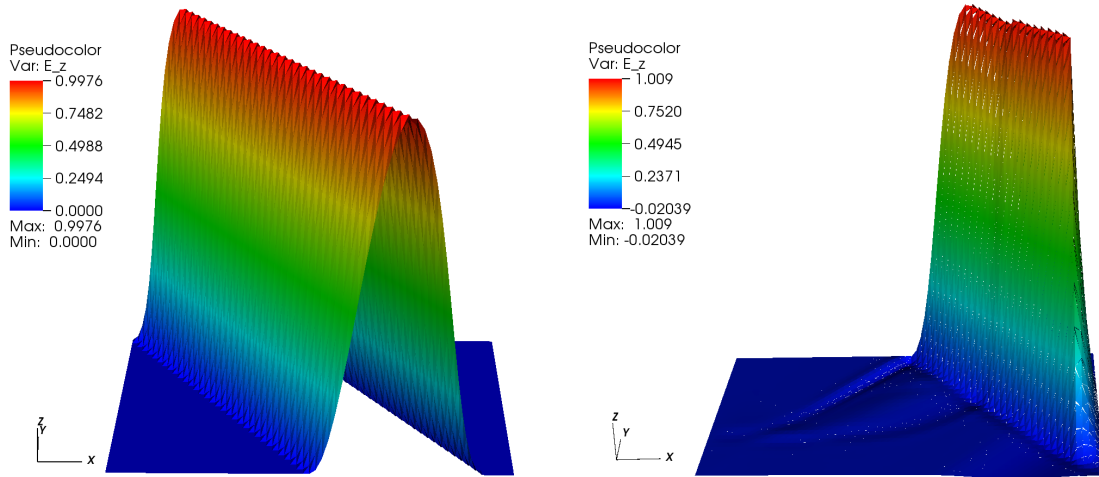 Pseudocolor
Var: E_z
0.9976
0.7482
0.4988
0.2494
0.0000
Max: 0.9976
Min: 0.0000
Z
Y
X
Pseudocolor
Var: E_z
1.009
0.7520
0.4945
0.2371
-0.02039
Max: 1.009
Min: -0.02039
Z
Y
X